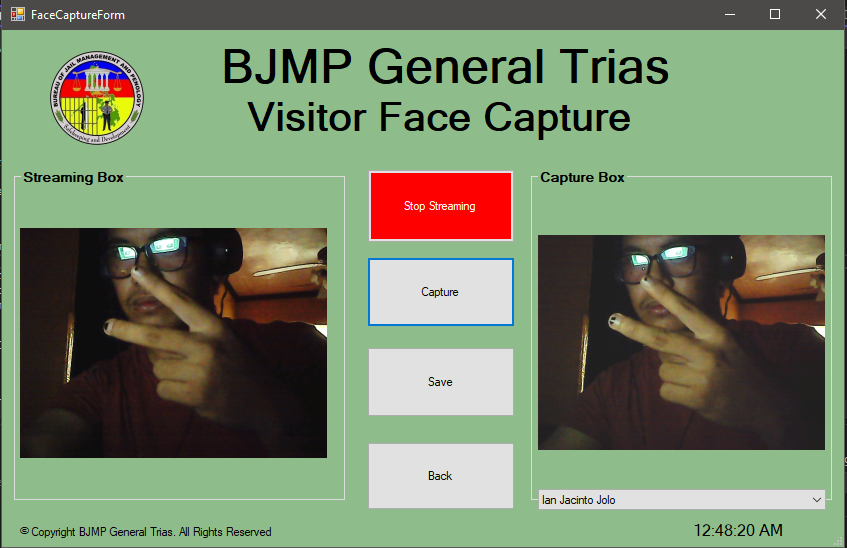 FaceCaptureForm
BUREAU OF JAIL MANAGEMENT AND PENOLOGY
Safekeeping and Development
BJMP General Trias
Visitor Face Capture
Streaming Box
Capture Box
Stop Streaming
Capture
Save
Back
Ian Jacinto Jolo
© Copyright BJMP General Trias. All Rights Reserved
12:48:20 AM